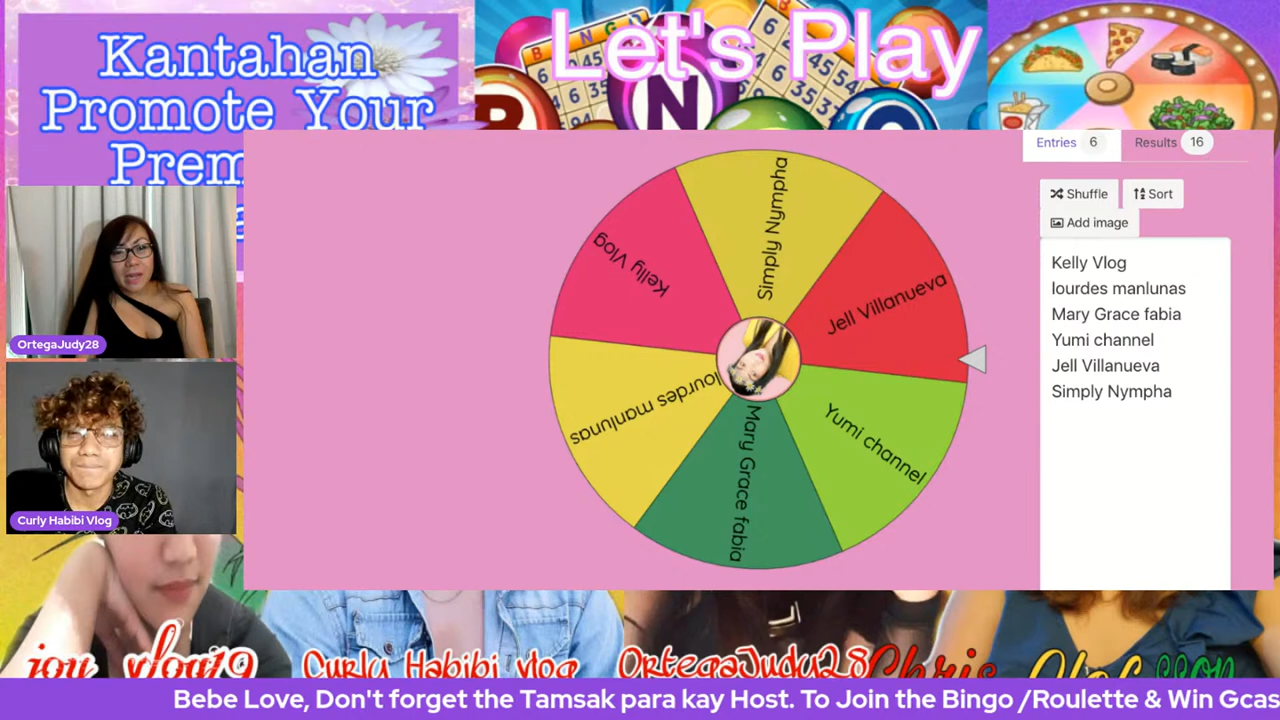 Kantahan
Promote Your
Prem
Let's Play
B I N G
N
Entries 6
Results 16
Shuffle
Sort
Add image
Kelly Vlog
lourdes manlunas
Mary Grace fabia
Yumi channel
Jell Villanueva
Simply Nympha
Simply Nympha
Jell Villanueva
Yumi channel
Mary Grace fabia
lourdes manlunas
Kelly Vlog
OrtegaJudy28
Curly Habibi Vlog
Curly Habibi vlog
OrtegaJudy28
Chris
Bebe Love, Don't forget the Tamsak para kay Host. To Join the Bingo /Roulette & Win Gcas